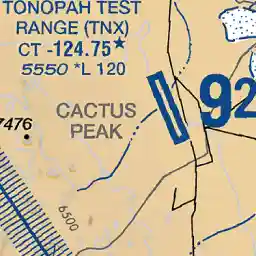 TONOPAH TEST
RANGE (TNX)
CT -124.75★
5550 *L 120
CACTUS
PEAK
92
7476
6500